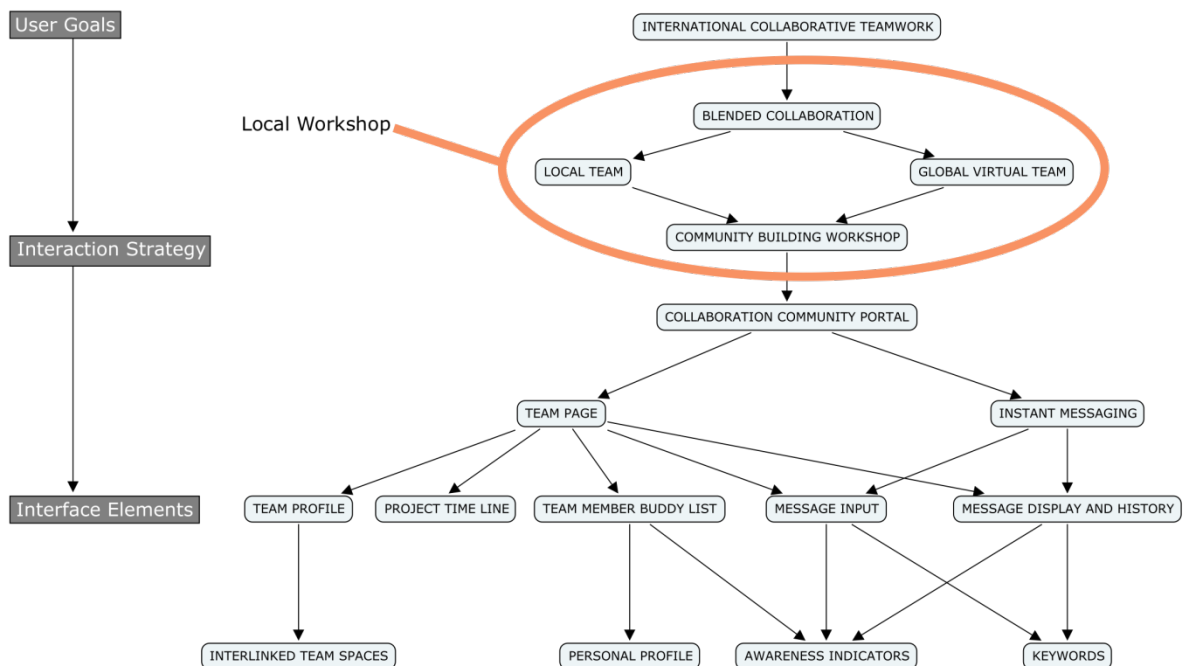 User Goals
INTERNATIONAL COLLABORATIVE TEAMWORK
Local Workshop
BLENDED COLLABORATION
LOCAL TEAM
GLOBAL VIRTUAL TEAM
Interaction Strategy
COMMUNITY BUILDING WORKSHOP
COLLABORATION COMMUNITY PORTAL
TEAM PAGE
INSTANT MESSAGING
Interface Elements
TEAM PROFILE
PROJECT TIME LINE
TEAM MEMBER BUDDY LIST
MESSAGE INPUT
MESSAGE DISPLAY AND HISTORY
INTERLINKED TEAM SPACES
PERSONAL PROFILE
AWARENESS INDICATORS
KEYWORDS